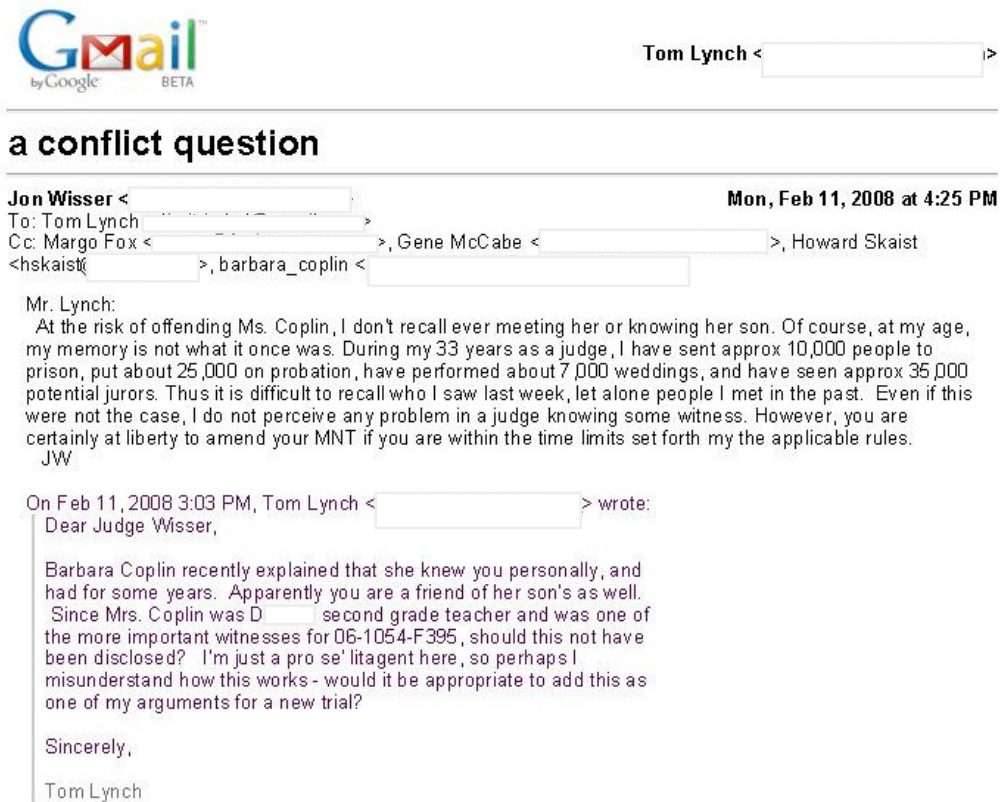 Gmail™
by Google BETA
Tom Lynch < >
a conflict question
Jon Wisser <
Mon, Feb 11, 2008 at 4:25 PM
To: Tom Lynch >
Cc: Margo Fox < >, Gene McCabe < >, Howard Skaist
<hskaist( >, barbara_coplin <
Mr. Lynch:
At the risk of offending Ms. Coplin, I don't recall ever meeting her or knowing her son. Of course, at my age,
my memory is not what it once was. During my 33 years as a judge, I have sent approx 10,000 people to
prison, put about 25,000 on probation, have performed about 7,000 weddings, and have seen approx 35,000
potential jurors. Thus it is difficult to recall who I saw last week, let alone people I met in the past. Even if this
were not the case, I do not perceive any problem in a judge knowing some witness. However, you are
certainly at liberty to amend your MNT if you are within the time limits set forth my the applicable rules.
JW
On Feb 11, 2008 3:03 PM, Tom Lynch < > wrote:
Dear Judge Wisser,
Barbara Coplin recently explained that she knew you personally, and
had for some years. Apparently you are a friend of her son's as well.
Since Mrs. Coplin was D second grade teacher and was one of
the more important witnesses for 06-1054-F395, should this not have
been disclosed? I'm just a pro se' litagent here, so perhaps I
misunderstand how this works - would it be appropriate to add this as
one of my arguments for a new trial?
Sincerely,
Tom Lynch